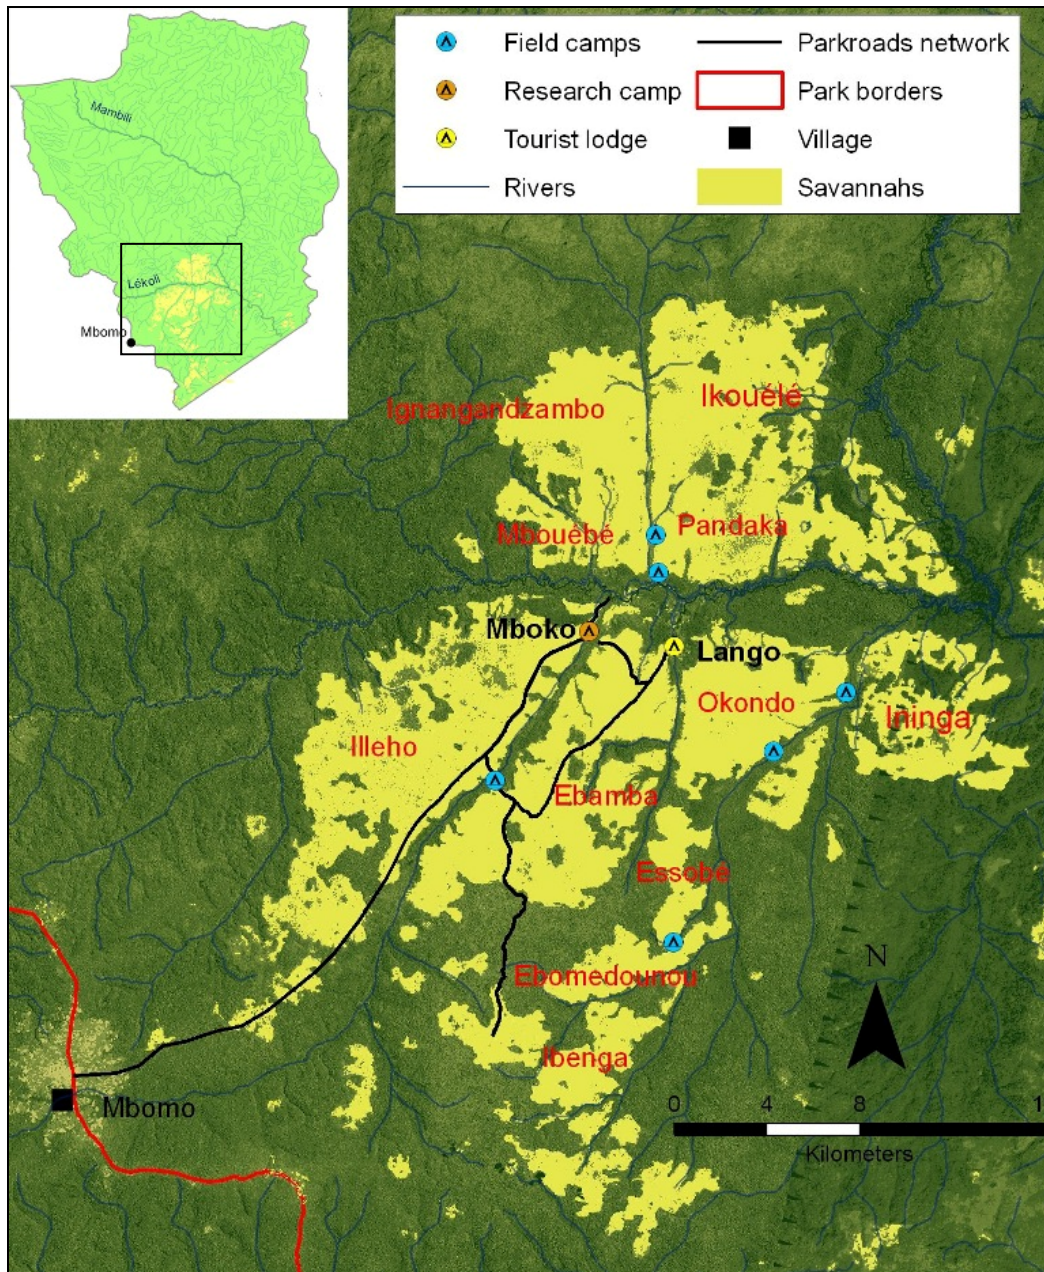 Field camps
Research camp
Tourist lodge
Rivers
Parkroads network
Park borders
Village
Savannahs
Mambili
Lékoli
Mbomo
Ignangandzambo
Ikouélé
Mbouébé
Pandaka
Mboko
Lango
Okondo
Ininga
Illeho
Ebamba
Essobé
Ebomedounou
Ibenga
Mbomo
N
0 4 8 1
Kilometers